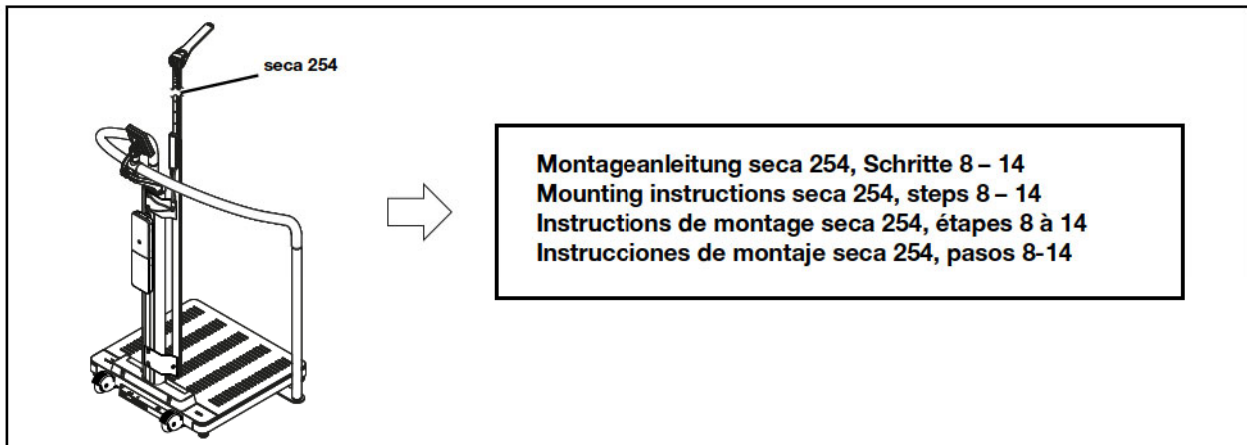 seca 254
Montageanleitung seca 254, Schritte 8 – 14
Mounting instructions seca 254, steps 8 – 14
Instructions de montage seca 254, étapes 8 à 14
Instrucciones de montaje seca 254, pasos 8-14